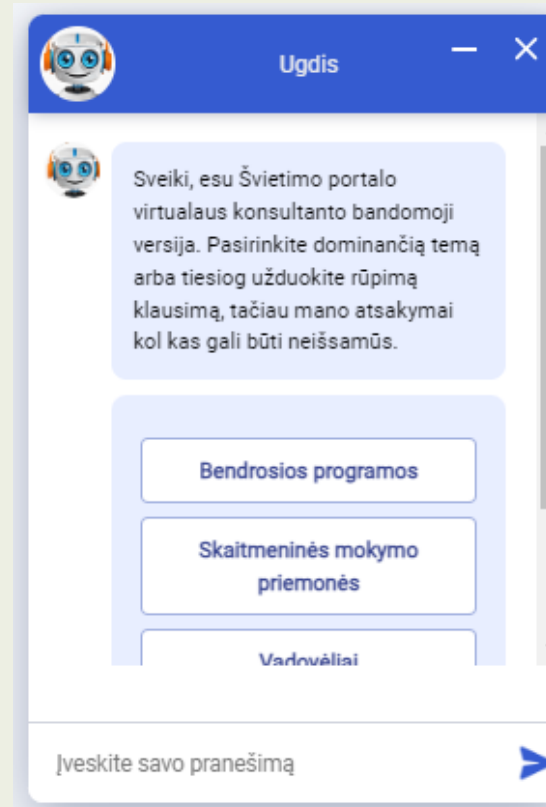 Ugdis
Sveiki, esu Švietimo portalo
virtualaus konsultanto bandomoji
versija. Pasirinkite dominančią temą
arba tiesiog užduokite rūpimą
klausimą, tačiau mano atsakymai
kol kas gali būti neišsamūs.
Bendrosios programos
Skaitmeninės mokymo
priemonės
Vadovėliai
Įveskite savo pranešimą